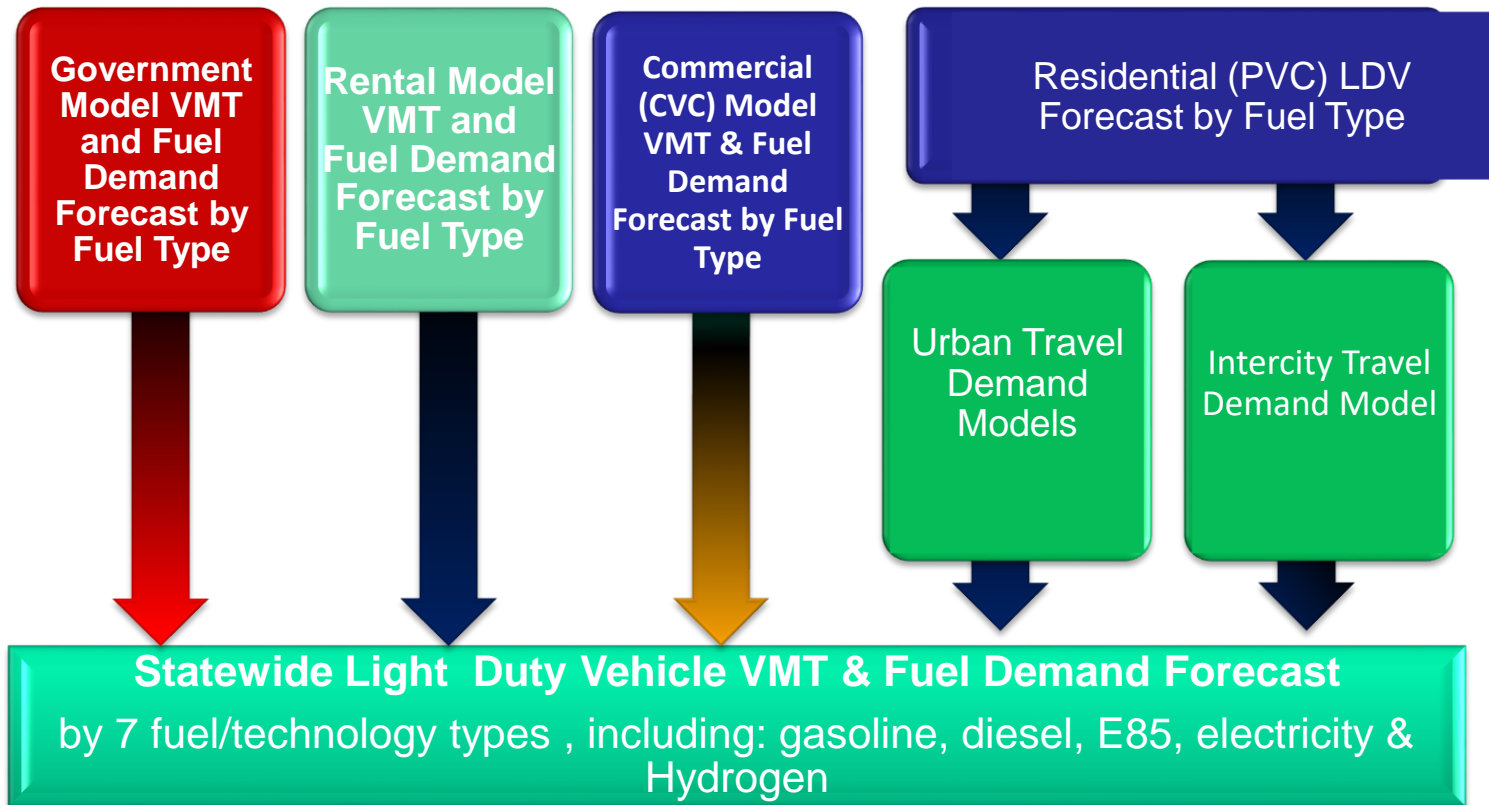 Government
Model VMT
and Fuel
Demand
Forecast by
Fuel Type
Rental Model
VMT and
Fuel Demand
Forecast by
Fuel Type
Commercial
(CVC) Model
VMT & Fuel
Demand
Forecast by Fuel
Type
Residential (PVC) LDV
Forecast by Fuel Type
Urban Travel
Demand
Models
Intercity Travel
Demand Model
Statewide Light  Duty Vehicle VMT & Fuel Demand Forecast
by 7 fuel/technology types , including: gasoline, diesel, E85, electricity &
Hydrogen